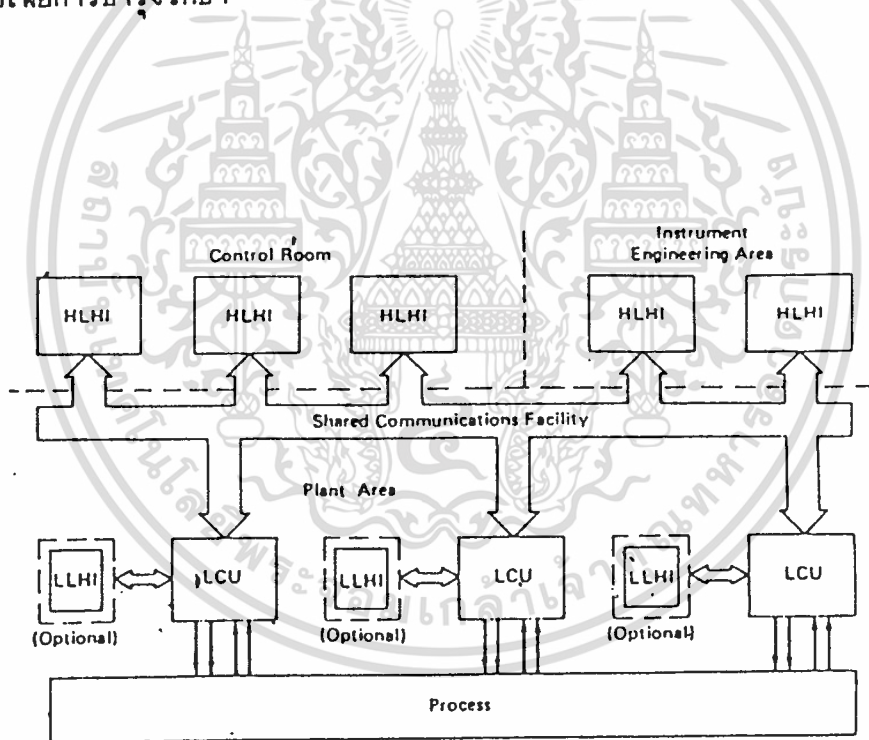 Control Room
Instrument
Engineering Area
HLHI
HLHI
HLHI
HLHI
HLHI
Shared Communications Facility
Plant Area
LLHI
LCU
LLHI
LCU
LLHI
LCU
(Optional)
(Optional)
(Optional)
Process